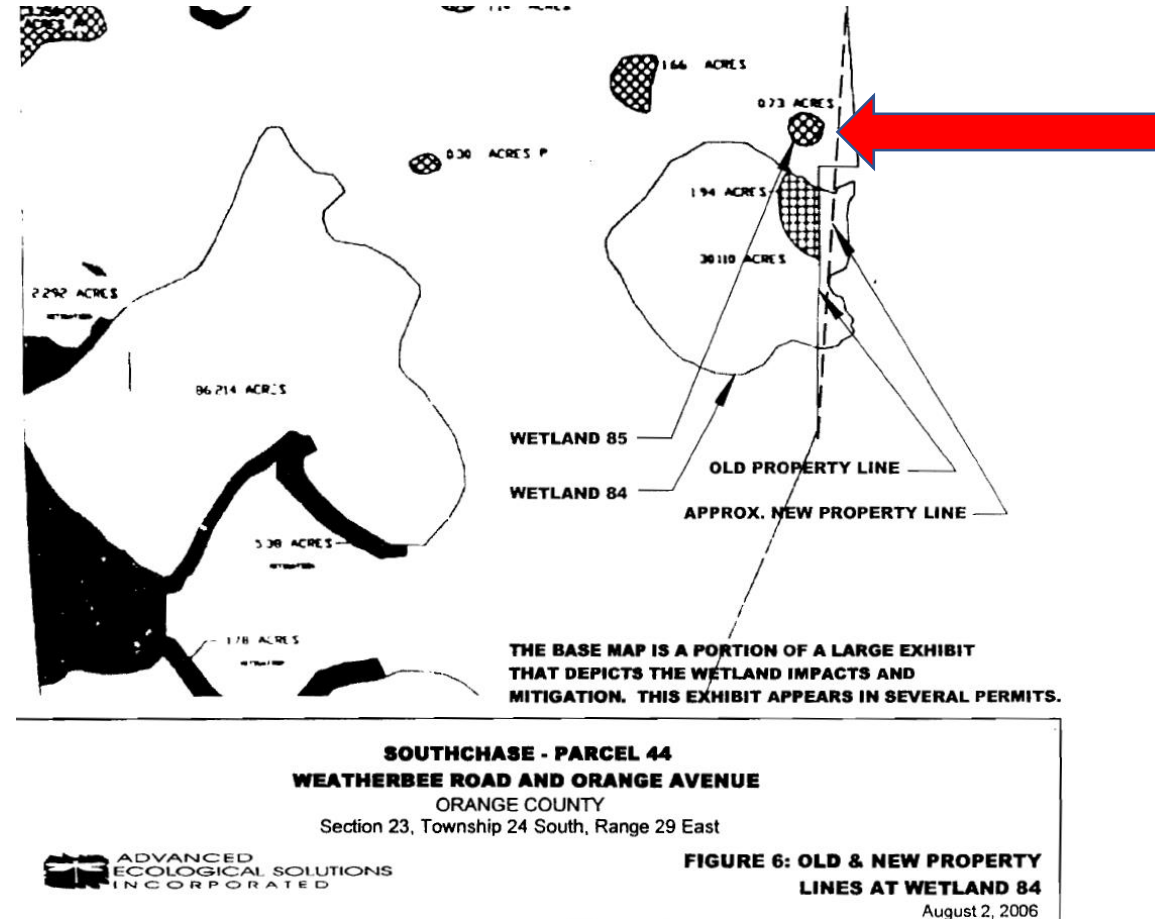 ACRES P
1.66 ACRES
0.73 ACRES
0.30 ACRES P
1.94 ACRES
30.110 ACRES
2.292 ACRES
86.214 ACRES
WETLAND 85
OLD PROPERTY LINE
WETLAND 84
APPROX. NEW PROPERTY LINE
ACRES
1.78 ACRES
THE BASE MAP IS A PORTION OF A LARGE EXHIBIT
THAT DEPICTS THE WETLAND IMPACTS AND
MITIGATION. THIS EXHIBIT APPEARS IN SEVERAL PERMITS.
SOUTHCHASE - PARCEL 44
WEATHERBEE ROAD AND ORANGE AVENUE
ORANGE COUNTY
Section 23, Township 24 South, Range 29 East
ADVANCED
ECOLOGICAL SOLUTIONS
INCORPORATED
FIGURE 6: OLD & NEW PROPERTY
LINES AT WETLAND 84
August 2, 2006